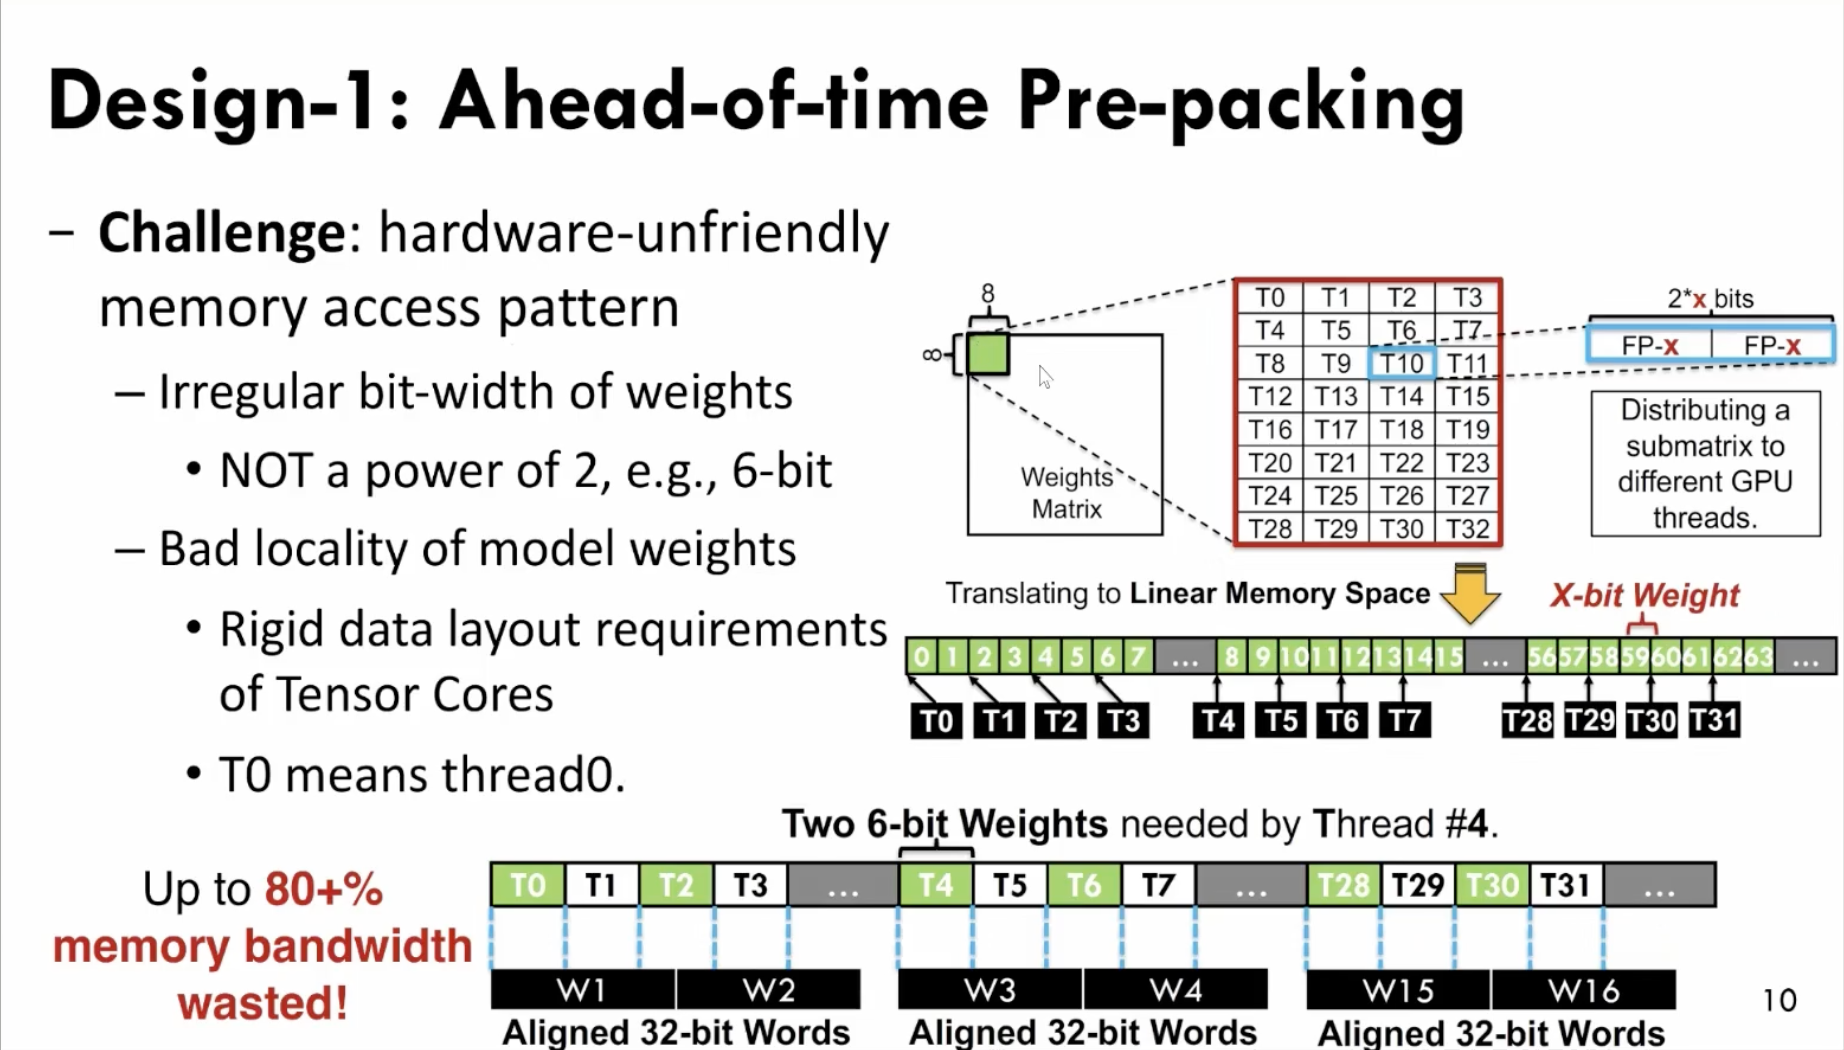 Design-1: Ahead-of-time Pre-packing
– Challenge: hardware-unfriendly
memory access pattern
– Irregular bit-width of weights
• NOT a power of 2, e.g., 6-bit
– Bad locality of model weights
• Rigid data layout requirements
of Tensor Cores
• T0 means thread0.
Up to 80+%
memory bandwidth
wasted!
8
8
Weights
Matrix
T0 T1 T2 T3
T4 T5 T6 T7
T8 T9 T10 T11
T12 T13 T14 T15
T16 T17 T18 T19
T20 T21 T22 T23
T24 T25 T26 T27
T28 T29 T30 T32
2*x bits
FP-x FP-x
Distributing a
submatrix to
different GPU
threads.
Translating to Linear Memory Space
X-bit Weight
0 1 2 3 4 5 6 7 ... 8 9 10 11 12 13 14 15 ... 56 57 58 59 60 61 62 63 ...
T0 T1 T2 T3 T4 T5 T6 T7 T28 T29 T30 T31
Two 6-bit Weights needed by Thread #4.
T0 T1 T2 T3 ... T4 T5 T6 T7 ... T28 T29 T30 T31 ...
W1 W2 W3 W4 W15 W16
Aligned 32-bit Words Aligned 32-bit Words Aligned 32-bit Words
10